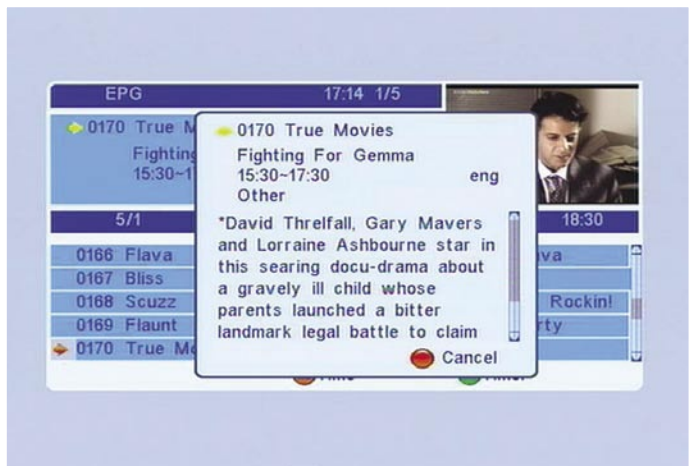 EPG 17:14 1/5
0170 True M
Fighting
15:30~1
0170 True Movies
Fighting For Gemma
15:30~17:30 eng
Other
*David Threlfall, Gary Mavers
and Lorraine Ashbourne star in
this searing docu-drama about
a gravely ill child whose
parents launched a bitter
landmark legal battle to claim
Cancel
5/1 18:30
0166 Flava va
0167 Bliss
0168 Scuzz Rockin!
0169 Flaunt rty
0170 True Mo